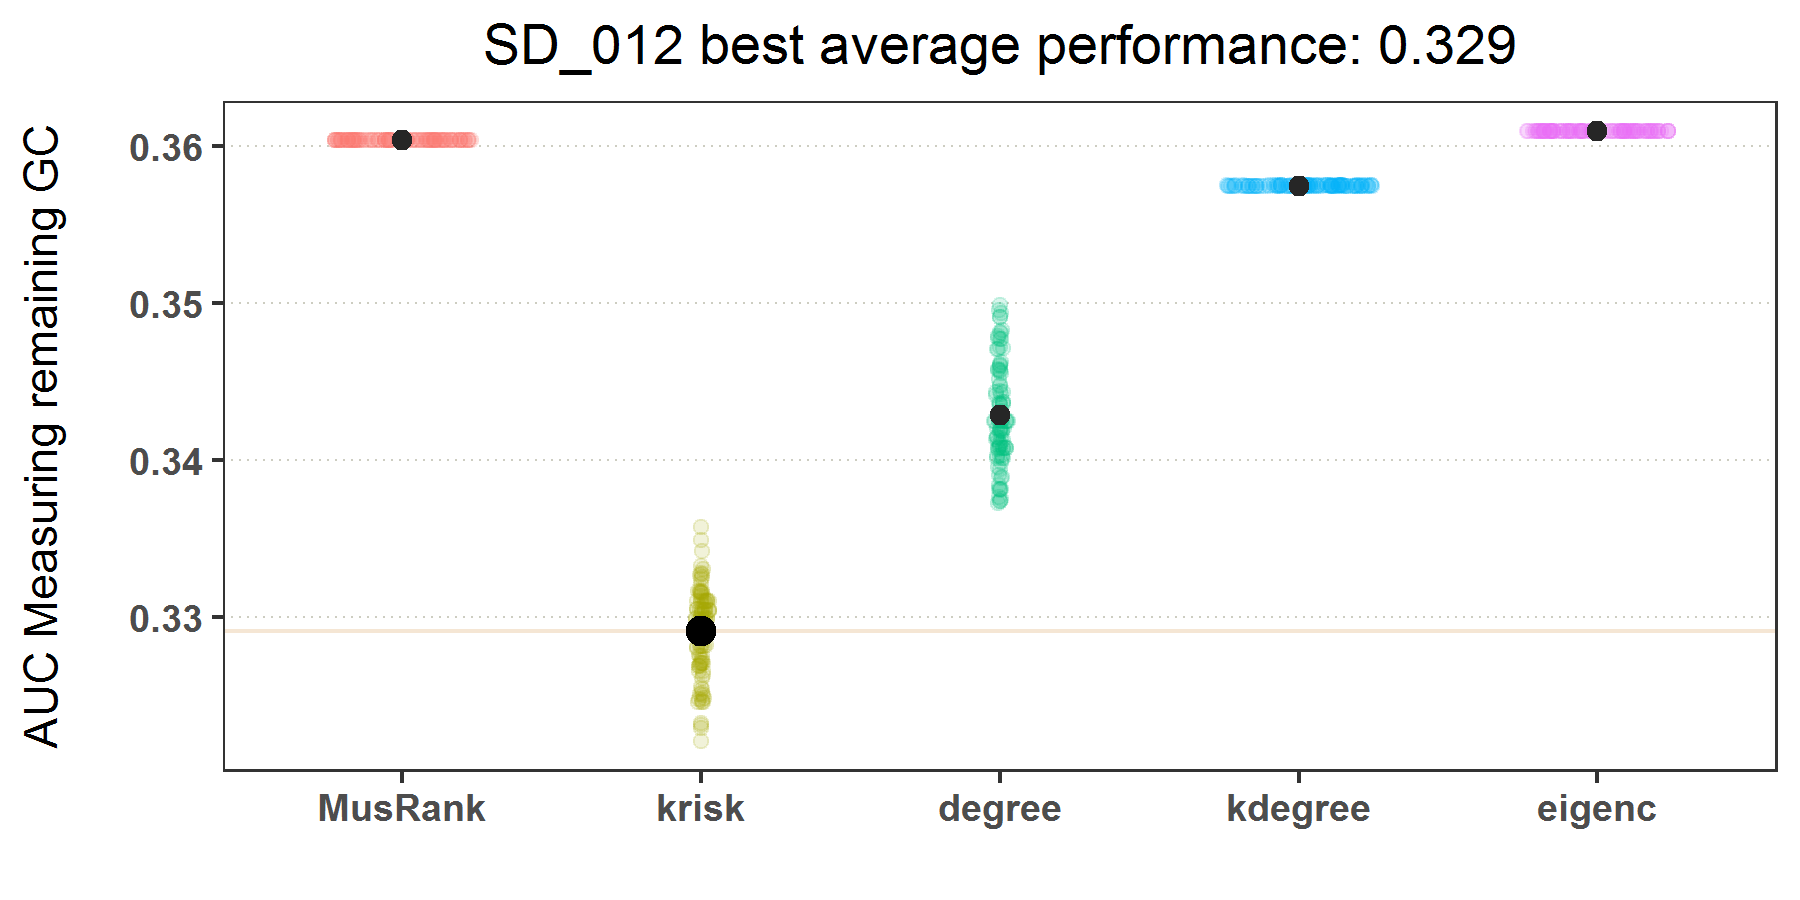 SD_012 best average performance: 0.329
AUC Measuring remaining GC
0.36
0.35
0.34
0.33
MusRank krisk degree kdegree eigenc